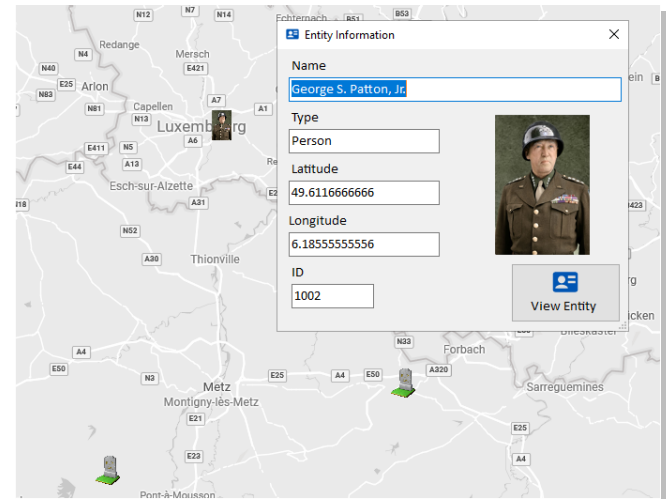 N12
N7
N14
Echternach
B51
B53
Redange
N4
Mersch
N40
E421
E25
Arlon
N83
A7
N81
Capellen
A1
N13
Luxembourg
A6
E411
N5
A13
E44
Esch-sur-Alzette
A31
N52
A30
Thionville
A4
E50
N3
Metz
Montigny-lès-Metz
E21
E23
Pont-à-Mousson
E25
A4
E50
A320
N33
Forbach
Sarreguemines
E25
A4
Entity Information
Name
George S. Patton, Jr.
Type
Person
Latitude
49.6116666666
Longitude
6.18555555556
ID
1002
View Entity